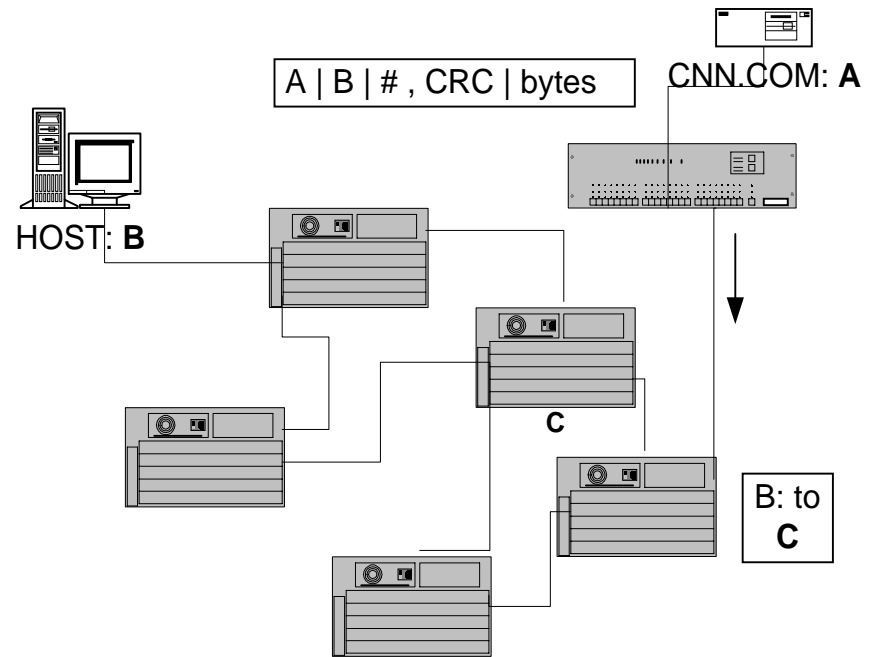 A | B | # , CRC | bytes
CNN.COM: A
HOST: B
C
B: to
C